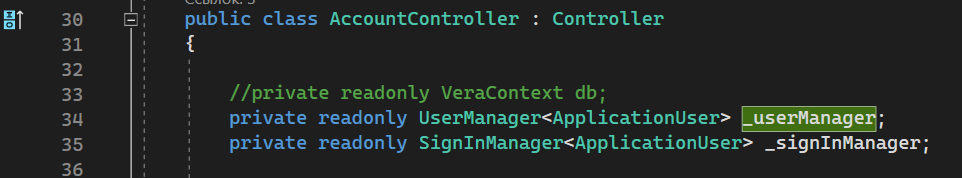 Ссылок: 3
30 public class AccountController : Controller
31 {
32
33 //private readonly VeraContext db;
34 private readonly UserManager<ApplicationUser> _userManager;
35 private readonly SignInManager<ApplicationUser> _signInManager;
36